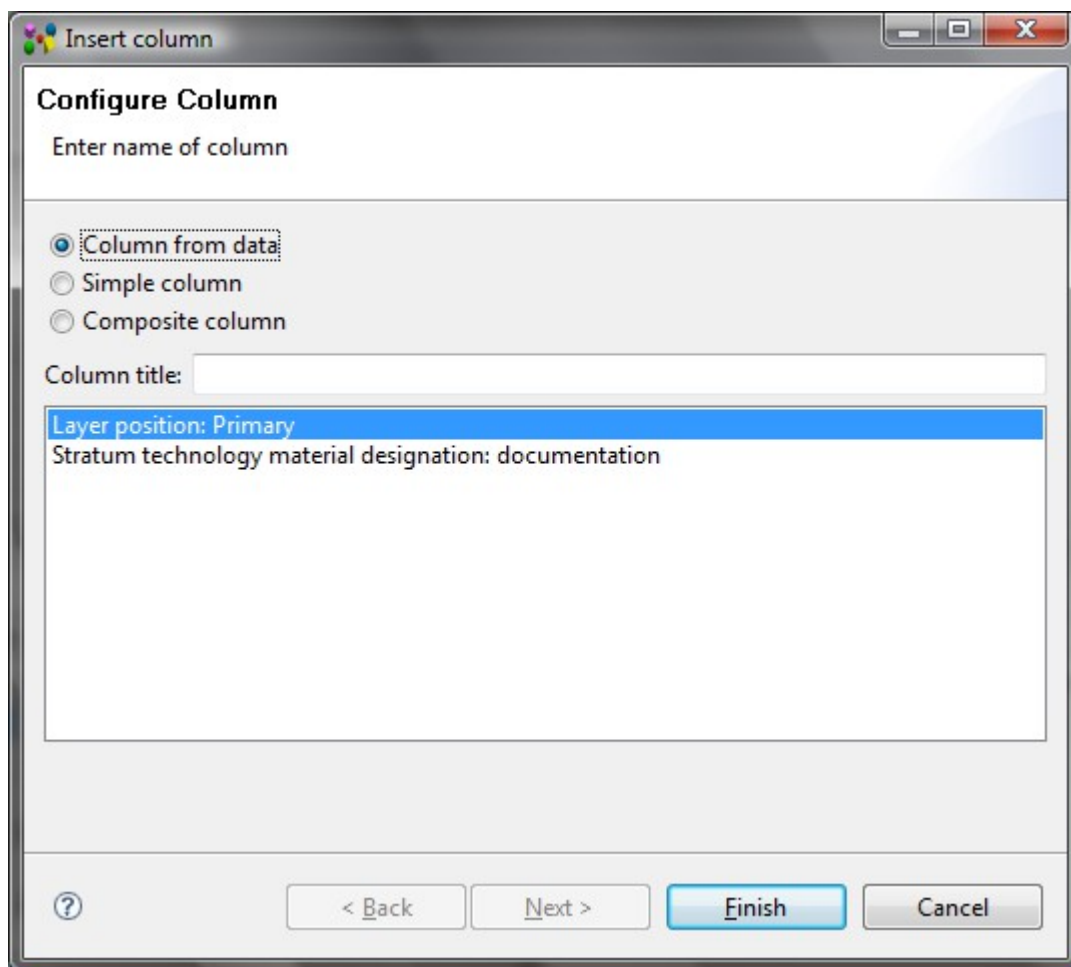 Insert column
Configure Column
Enter name of column
Column from data
Simple column
Composite column
Column title:
Layer position: Primary
Stratum technology material designation: documentation
? < Back Next > Finish Cancel